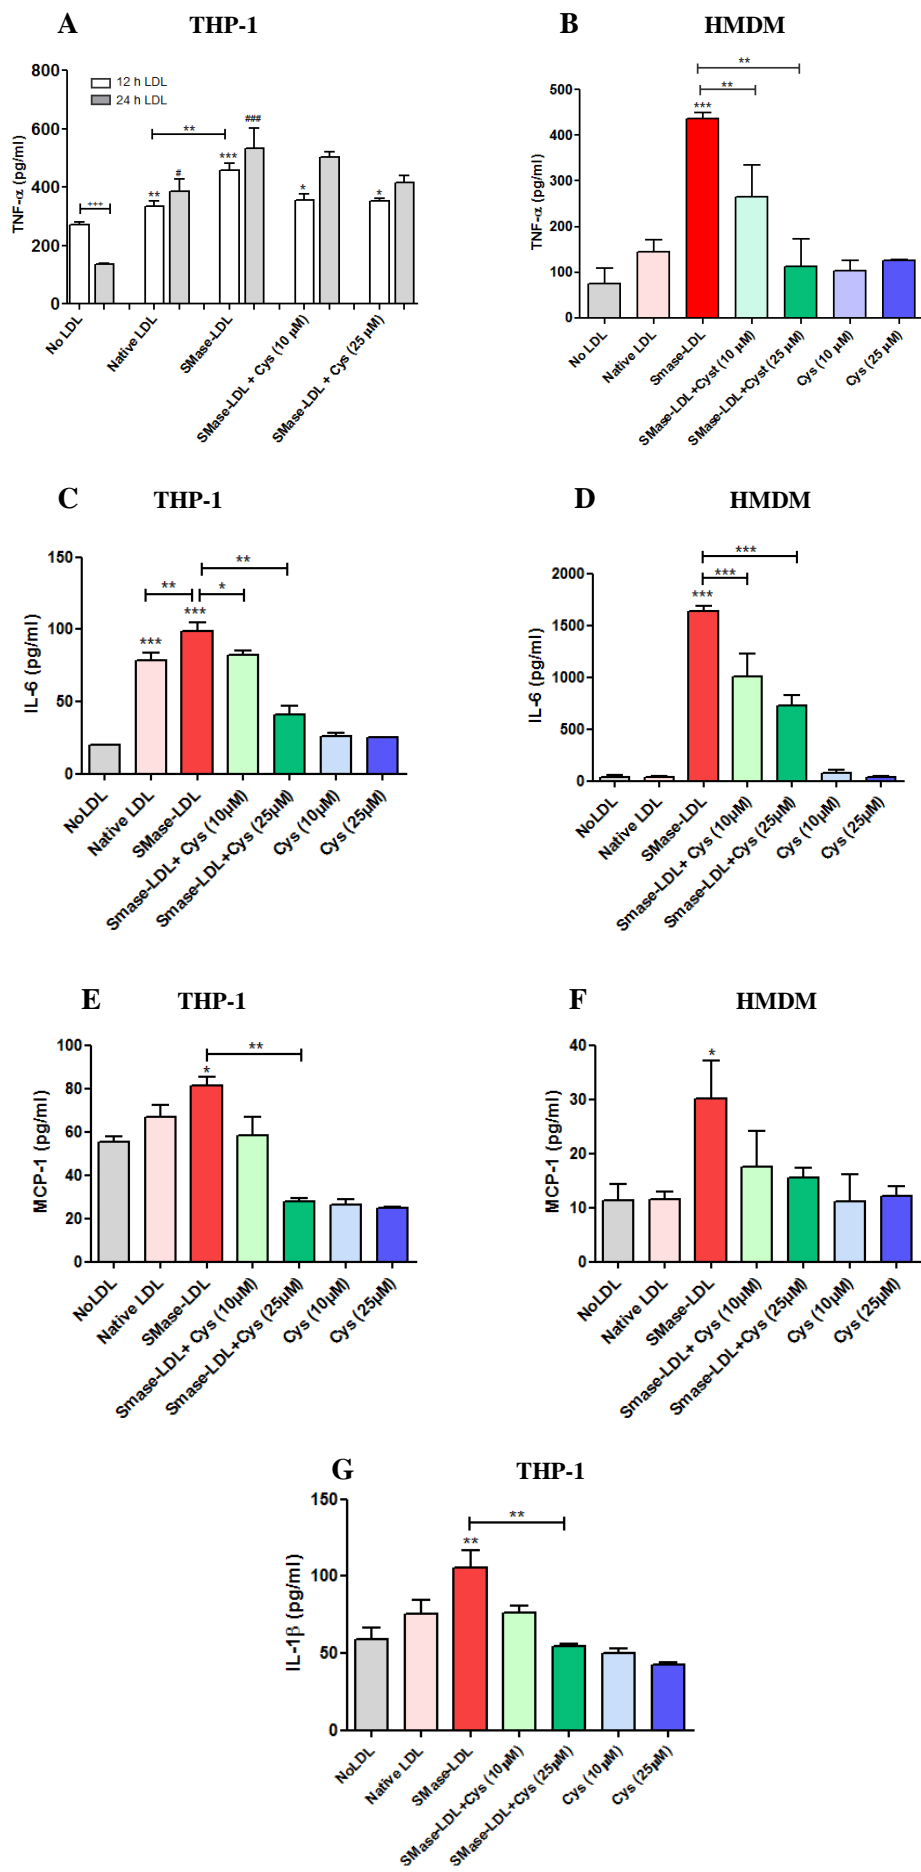 A THP-1
B HMDM
800
600
400
200
0
TNF-α (pg/ml)
12 h LDL
24 h LDL
+++
**
#
**
***
###
*
*
No LDL
Native LDL
SMase-LDL
SMase-LDL + Cys (10 µM)
SMase-LDL + Cys (25 µM)
500
400
300
200
100
0
TNF-α (pg/ml)
**
**
***
No LDL
Native LDL
Smase-LDL
SMase-LDL+Cyst (10 µM)
SMase-LDL+Cyst (25 µM)
Cys (10 µM)
Cys (25 µM)
C THP-1
D HMDM
150
100
50
0
IL-6 (pg/ml)
**
**
*
***
***
NoLDL
Native LDL
SMase-LDL
Smase-LDL+ Cys (10µM)
Smase-LDL+Cys (25µM)
Cys (10µM)
Cys (25µM)
2000
1500
1000
500
0
IL-6 (pg/ml)
***
***
***
NoLDL
Native LDL
SMase-LDL
Smase-LDL+ Cys (10µM)
Smase-LDL+Cys (25µM)
Cys (10µM)
Cys (25µM)
E THP-1
F HMDM
100
80
60
40
20
0
MCP-1 (pg/ml)
**
*
NoLDL
Native LDL
SMase-LDL
Smase-LDL+ Cys (10µM)
Smase-LDL+Cys (25µM)
Cys (10µM)
Cys (25µM)
40
30
20
10
0
MCP-1 (pg/ml)
*
NoLDL
Native LDL
SMase-LDL
Smase-LDL+ Cys (10µM)
Smase-LDL+Cys (25µM)
Cys (10µM)
Cys (25µM)
G THP-1
150
100
50
0
IL-1β (pg/ml)
**
**
NoLDL
Native LDL
SMase-LDL
SMase-LDL+Cys (10µM)
SMase-LDL+Cys (25µM)
Cys (10µM)
Cys (25µM)